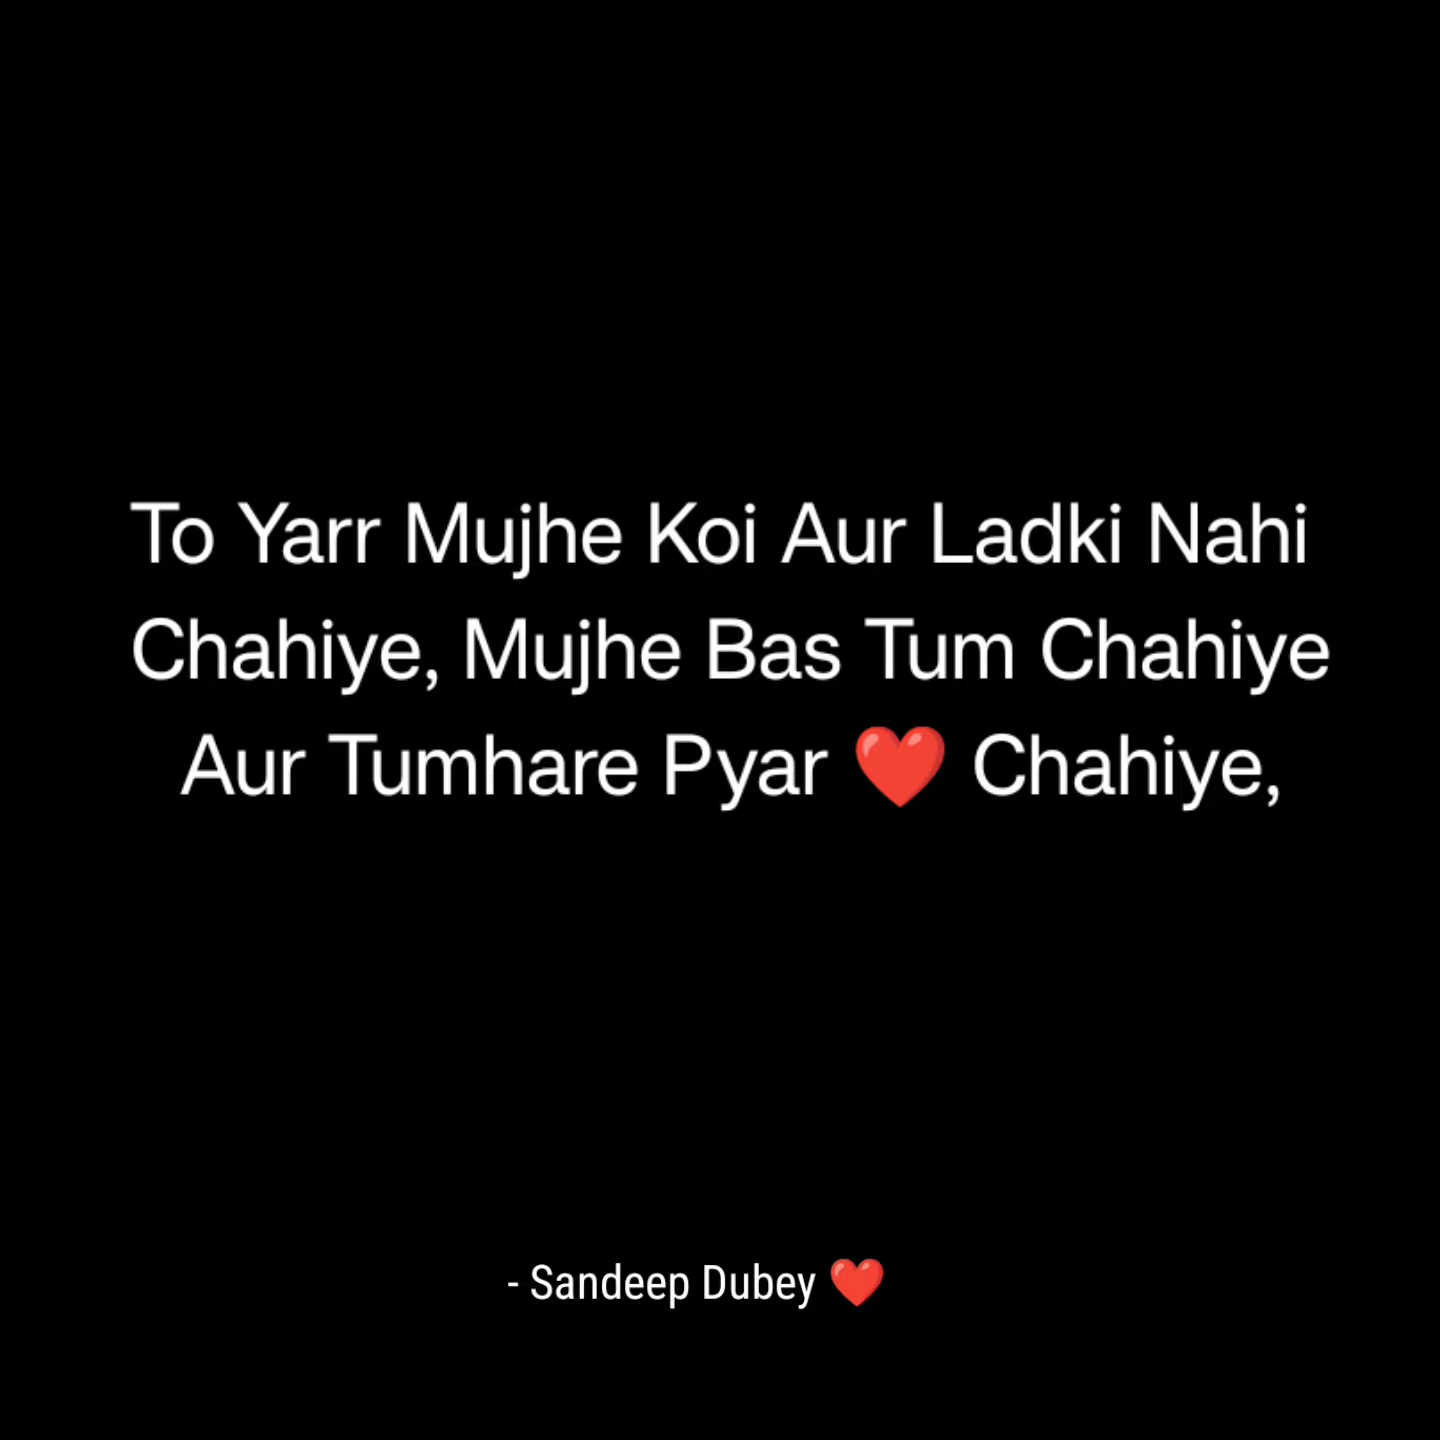 To Yarr Mujhe Koi Aur Ladki Nahi
Chahiye, Mujhe Bas Tum Chahiye
Aur Tumhare Pyar ❤️ Chahiye,
- Sandeep Dubey ❤️